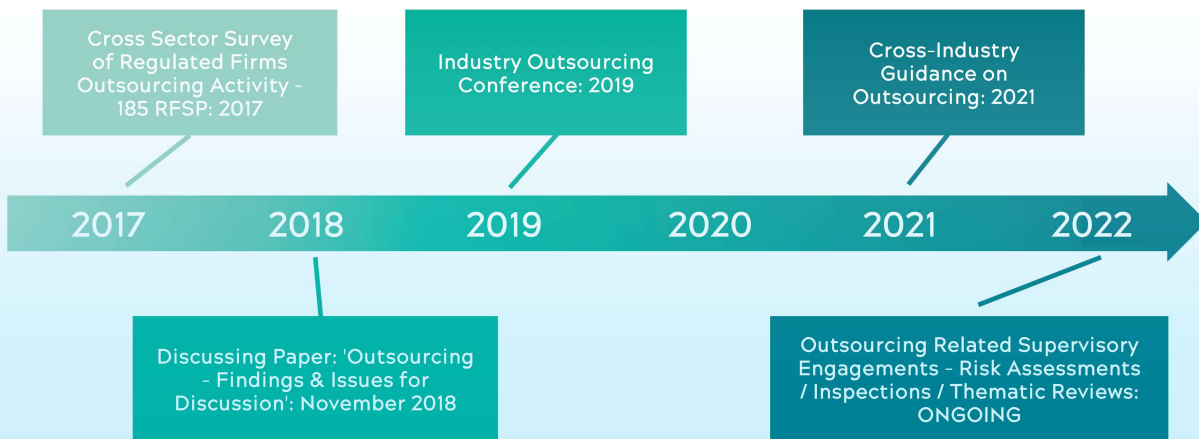 Cross Sector Survey
of Regulated Firms
Outsourcing Activity -
185 RFSP: 2017
Industry Outsourcing
Conference: 2019
Cross-Industry
Guidance on
Outsourcing: 2021
2017
2018
2019
2020
2021
2022
Discussing Paper: 'Outsourcing
- Findings & Issues for
Discussion': November 2018
Outsourcing Related Supervisory
Engagements - Risk Assessments
/ Inspections / Thematic Reviews:
ONGOING